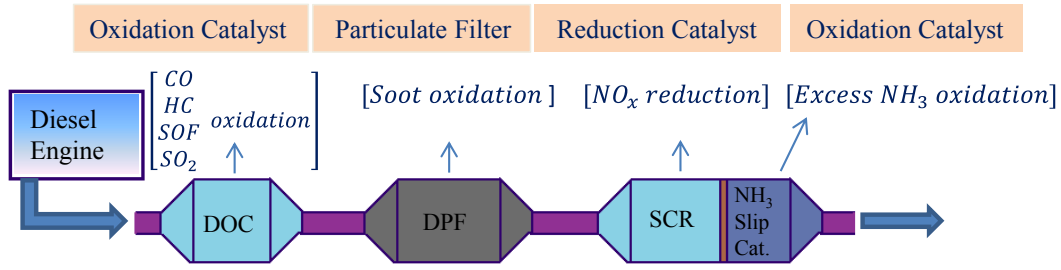 Oxidation Catalyst
Particulate Filter
Reduction Catalyst
Oxidation Catalyst
Diesel
Engine
[CO
HC
SOF oxidation
SO₂]
[Soot oxidation ]
[NOₓ reduction]
[Excess NH₃ oxidation]
DOC
DPF
SCR
NH₃
Slip
Cat.